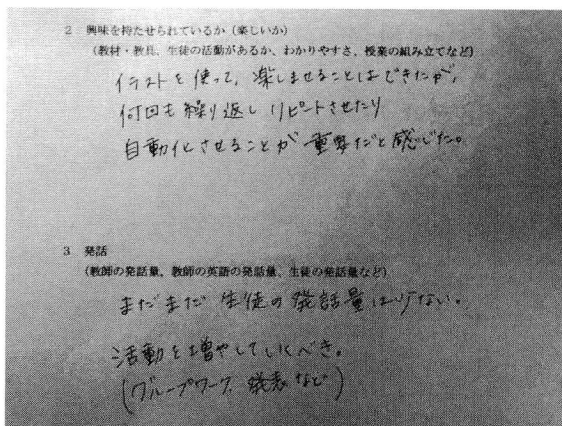 2 興味を持たせられているか（楽しいか）
（教材・教具、生徒の活動があるか、わかりやすさ、授業の組み立てなど）
イラストを使って、楽しませることはできたが、
何回も繰り返しリピートさせたり
自動化させることが重要だと感じた。
3 発話
（教師の発話量、教師の英語の発話量、生徒の発話量など）
まだまだ生徒の発話量は少ない。
活動を増やしていくべき。
(グループワーク、発表など)